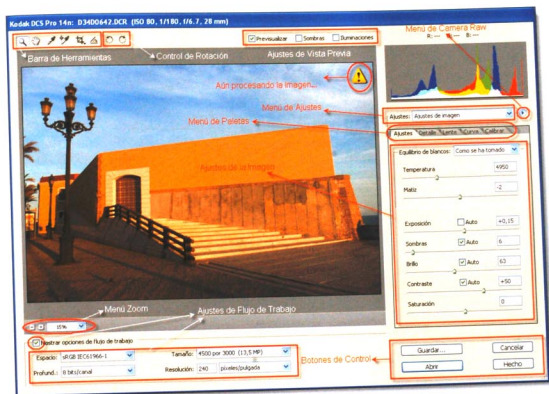 Kodak DCS Pro 14n: D34D0642.DCR (ISO 80, 1/180, f/6.7, 28 mm)
Previsualizar Sombras Iluminaciones
Menú de Camera Raw
R: --- --- B: ---
Barra de Herramientas
Control de Rotación
Ajustes de Vista Previa
Aún procesando la imagen...
Menú de Ajustes
Menú de Paletas
Ajustes: Ajustes de imagen
Ajustes Detalle Lente Curva Calibrar
Ajustes de la Imagen
Equilibrio de blancos: Como se ha tomado
Temperatura 4950
Matiz -2
Exposición Auto +0,15
Sombras Auto 6
Brillo Auto 63
Contraste Auto +50
Saturación 0
Menú Zoom
15%
Ajustes de Flujo de Trabajo
Mostrar opciones de flujo de trabajo
Espacio: sRGB IEC61966-1
Tamaño: 4500 por 3000 (13,5 MP)
Profund.: 8 bits/canal
Resolución: 240 píxeles/pulgada
Botones de Control
Guardar... Cancelar
Abrir Hecho